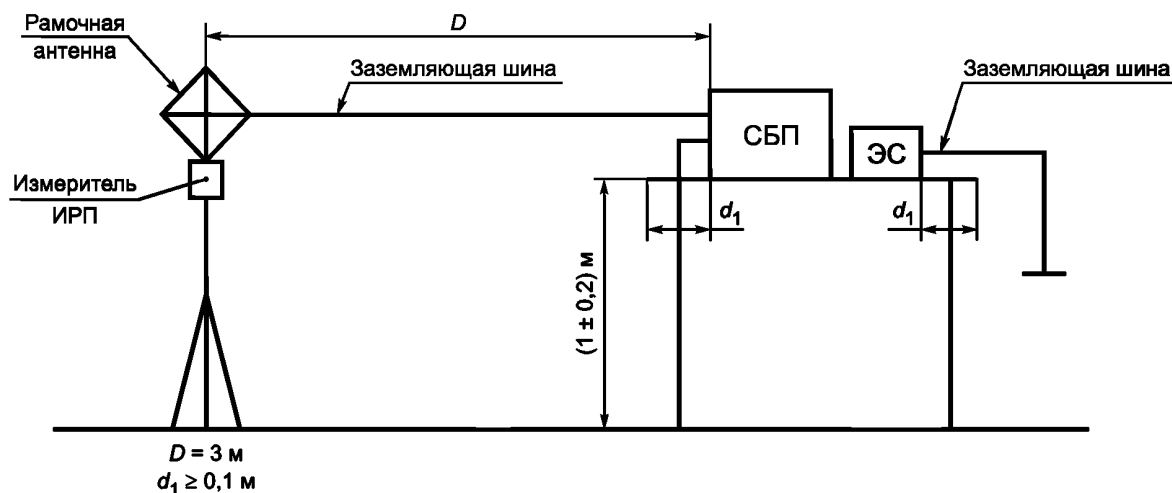 Рамочная
антенна
D
Заземляющая шина
Заземляющая шина
СБП
ЭС
Измеритель
ИРП
d1
d1
(1 ± 0,2) м
D = 3 м
d1 ≥ 0,1 м